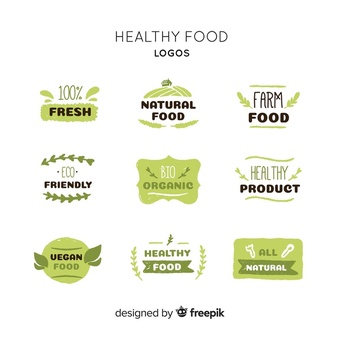 HEALTHY FOOD
LOGOS
100%
FRESH
NATURAL
FOOD
FARM
FOOD
ECO
FRIENDLY
BIO
ORGANIC
HEALTHY
PRODUCT
VEGAN
FOOD
HEALTHY
FOOD
ALL
NATURAL
designed by freepik